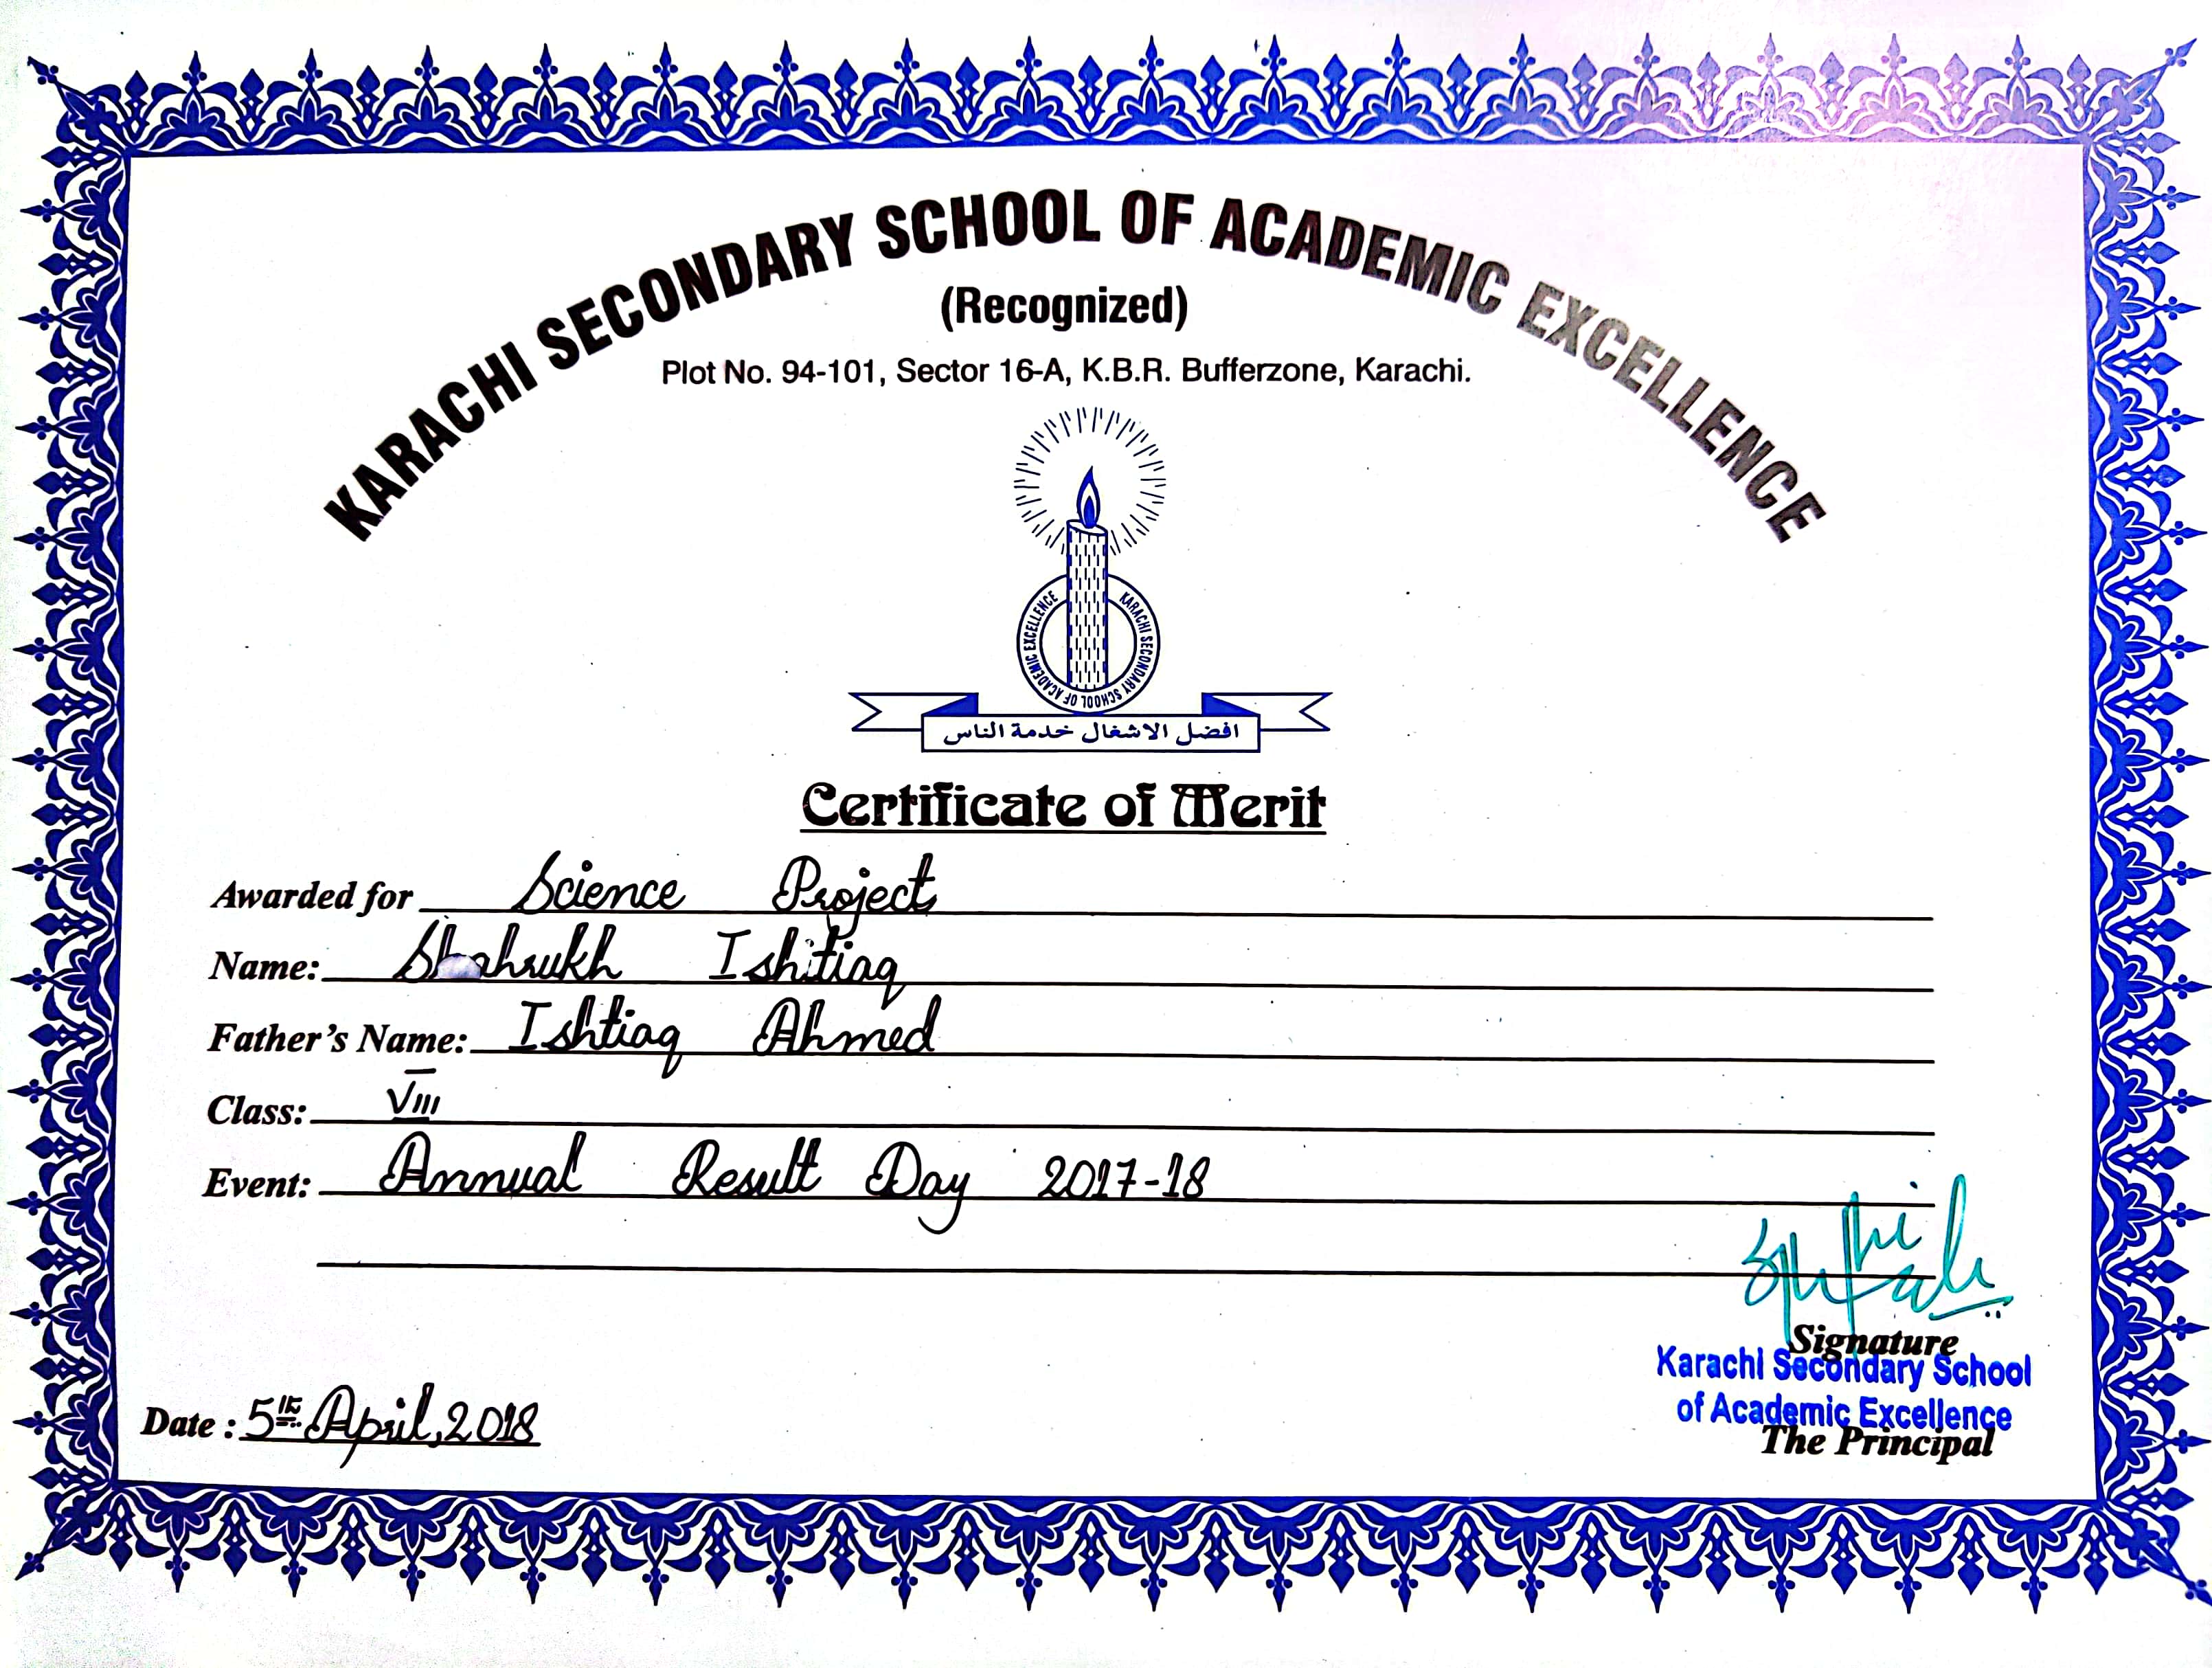 KARACHI SECONDARY SCHOOL OF ACADEMIC EXCELLENCE
(Recognized)
Plot No. 94-101, Sector 16-A, K.B.R. Bufferzone, Karachi.
KARACHI SECONDARY SCHOOL OF ACADEMIC EXCELLENCE
افضل الاشغال خدمة الناس
Certificate of Merit
Awarded for Science Project
Name: Shahrukh Ishitiaq
Father's Name: Ishtiaq Ahmed
Class: VIII
Event: Annual Result Day 2017-18
Signature
Karachi Secondary School
of Academic Excellence
The Principal
Date : 5th April, 2018